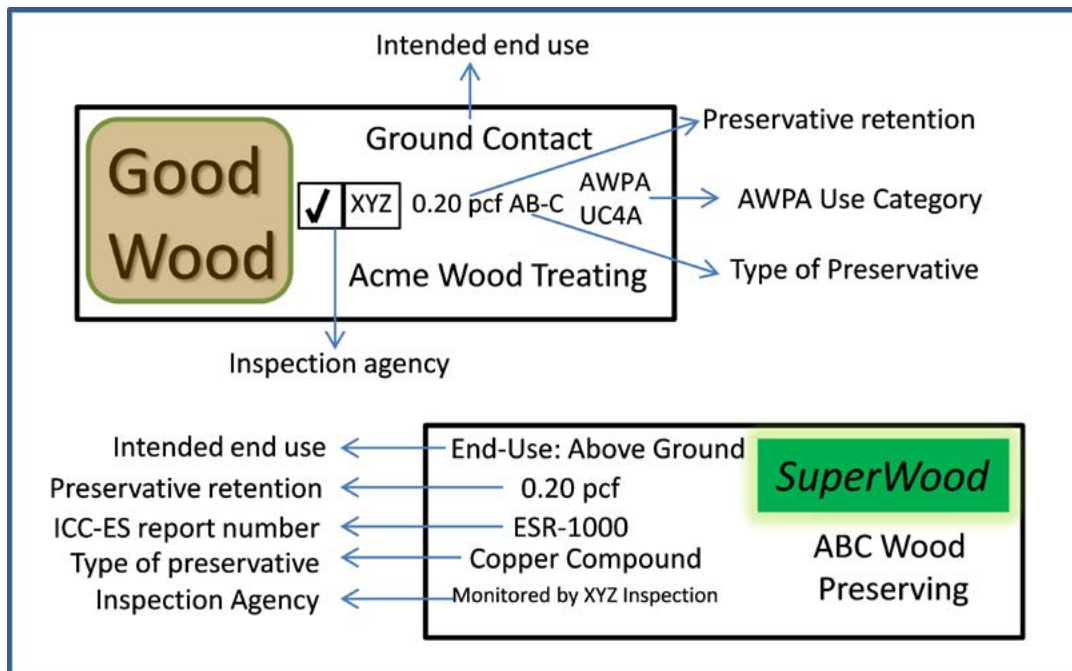 Intended end use
Good
Wood
Ground Contact
Preservative retention
XYZ
0.20 pcf AB-C
AWPA
UC4A
AWPA Use Category
Type of Preservative
Acme Wood Treating
Inspection agency
Intended end use
End-Use: Above Ground
Preservative retention
0.20 pcf
ICC-ES report number
ESR-1000
Type of preservative
Copper Compound
Inspection Agency
Monitored by XYZ Inspection
SuperWood
ABC Wood
Preserving